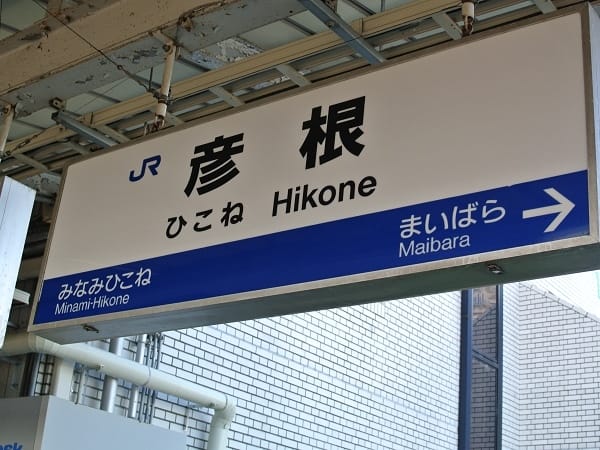 JR 彦根
ひこね Hikone
まいばら →
Maibara
みなみひこね
Minami-Hikone